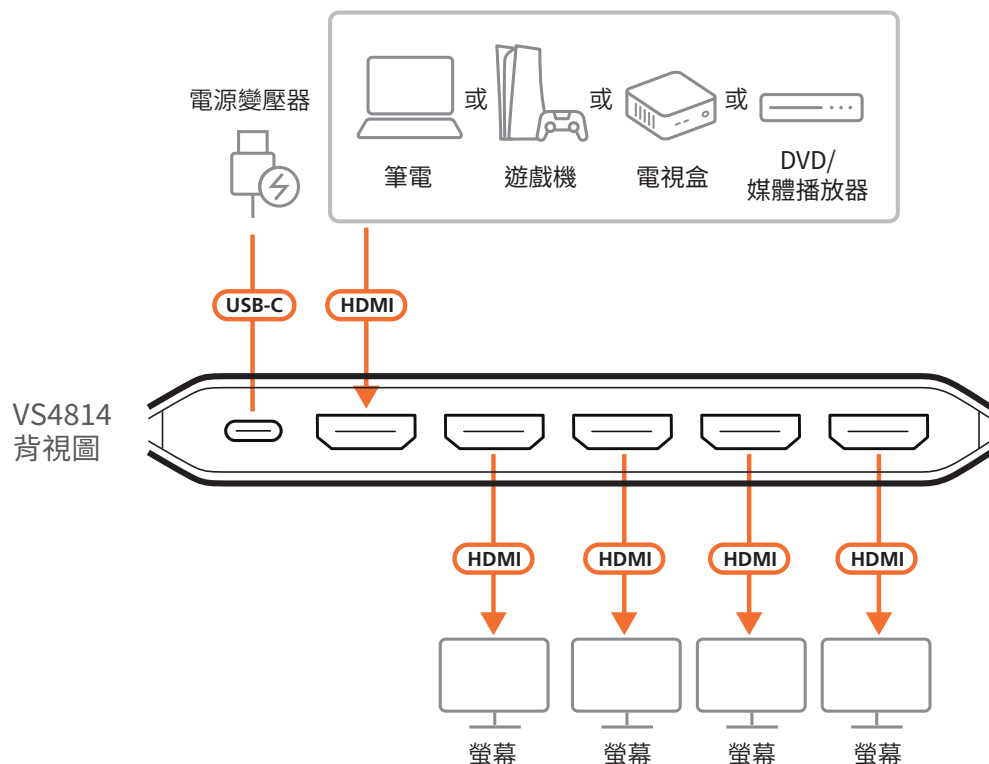 電源變壓器
或
或
或
筆電
遊戲機
電視盒
DVD/
媒體播放器
USB-C
HDMI
VS4814
背視圖
HDMI
HDMI
HDMI
HDMI
螢幕
螢幕
螢幕
螢幕